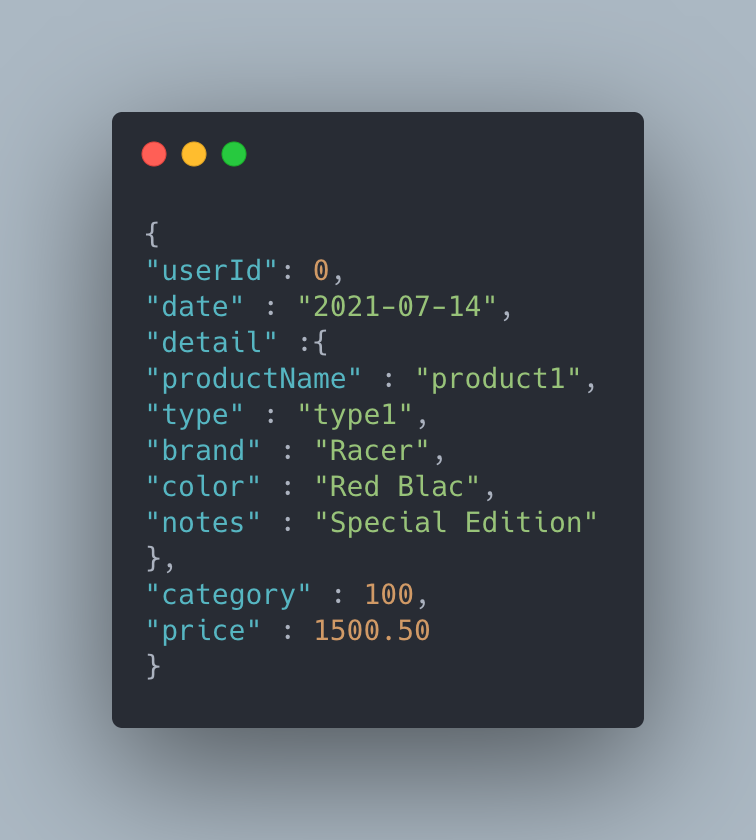 {
"userId": 0,
"date" : "2021-07-14",
"detail" :{
"productName" : "product1",
"type" : "type1",
"brand" : "Racer",
"color" : "Red Blac",
"notes" : "Special Edition"
},
"category" : 100,
"price" : 1500.50
}